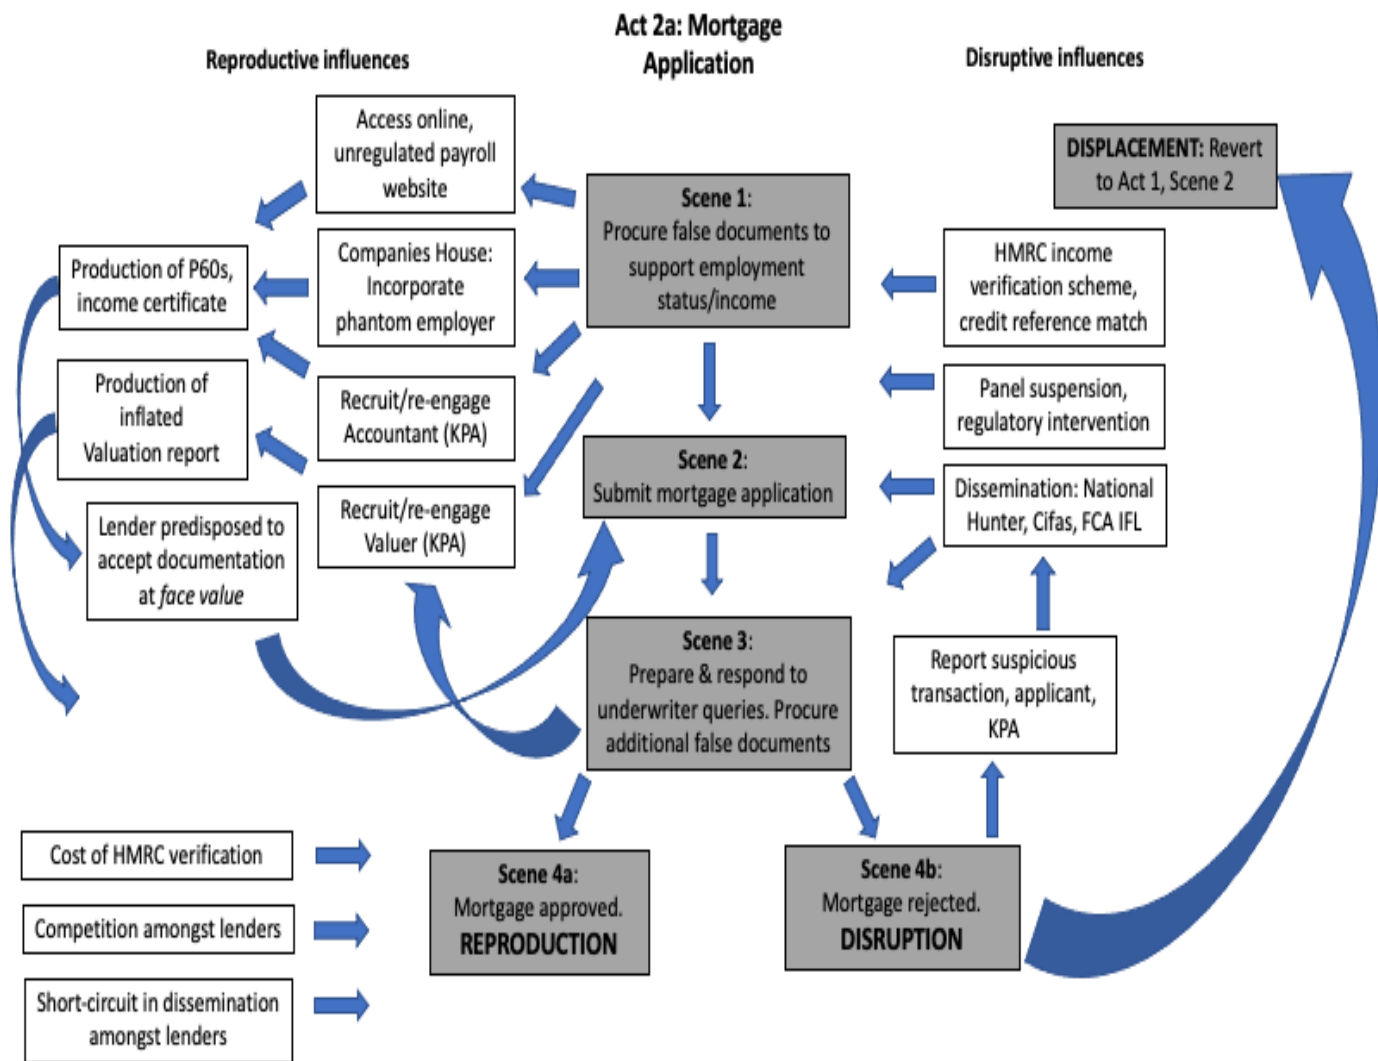 Act 2a: Mortgage
Application
Reproductive influences
Disruptive influences
Access online,
unregulated payroll
website
DISPLACEMENT: Revert
to Act 1, Scene 2
Scene 1:
Procure false documents to
support employment
status/income
Production of P60s,
income certificate
Companies House:
Incorporate
phantom employer
HMRC income
verification scheme,
credit reference match
Production of
inflated
Valuation report
Recruit/re-engage
Accountant (KPA)
Panel suspension,
regulatory intervention
Scene 2:
Submit mortgage application
Lender predisposed to
accept documentation
at face value
Recruit/re-engage
Valuer (KPA)
Dissemination: National
Hunter, Cifas, FCA IFL
Scene 3:
Prepare & respond to
underwriter queries. Procure
additional false documents
Report suspicious
transaction, applicant,
KPA
Cost of HMRC verification
Competition amongst lenders
Short-circuit in dissemination
amongst lenders
Scene 4a:
Mortgage approved.
REPRODUCTION
Scene 4b:
Mortgage rejected.
DISRUPTION